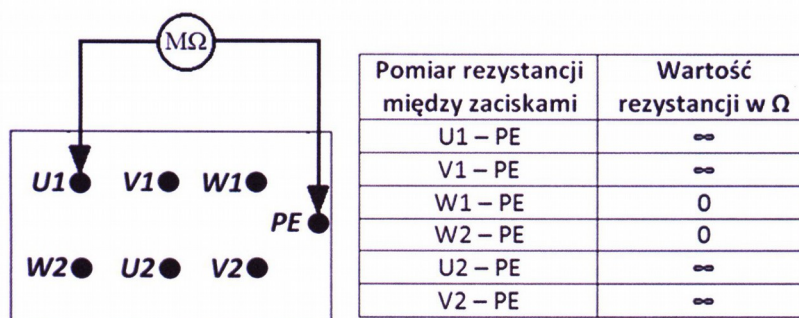 MΩ
U1 V1 W1
PE
W2 U2 V2
Pomiar rezystancji między zaciskami Wartość rezystancji w Ω
U1 – PE ∞
V1 – PE ∞
W1 – PE 0
W2 – PE 0
U2 – PE ∞
V2 – PE ∞